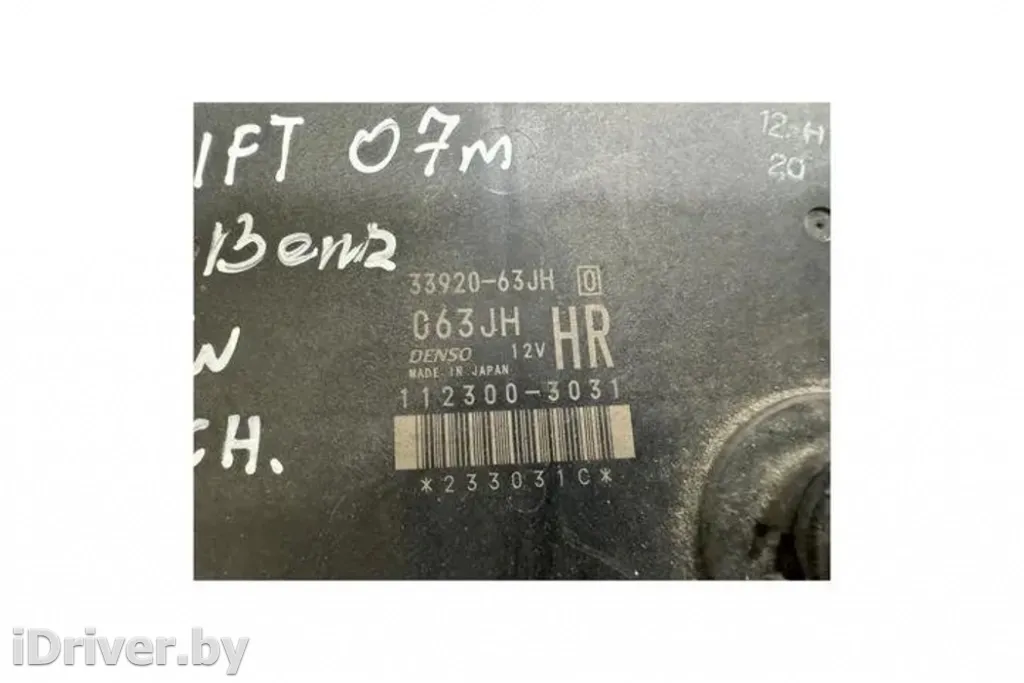 IFT 07m
12 H
20
Benz
33920-63JH 0
G63JH HR
DENSO 12V
MADE IN JAPAN
112300-3031
*233031C*
CH.
iDriver.by